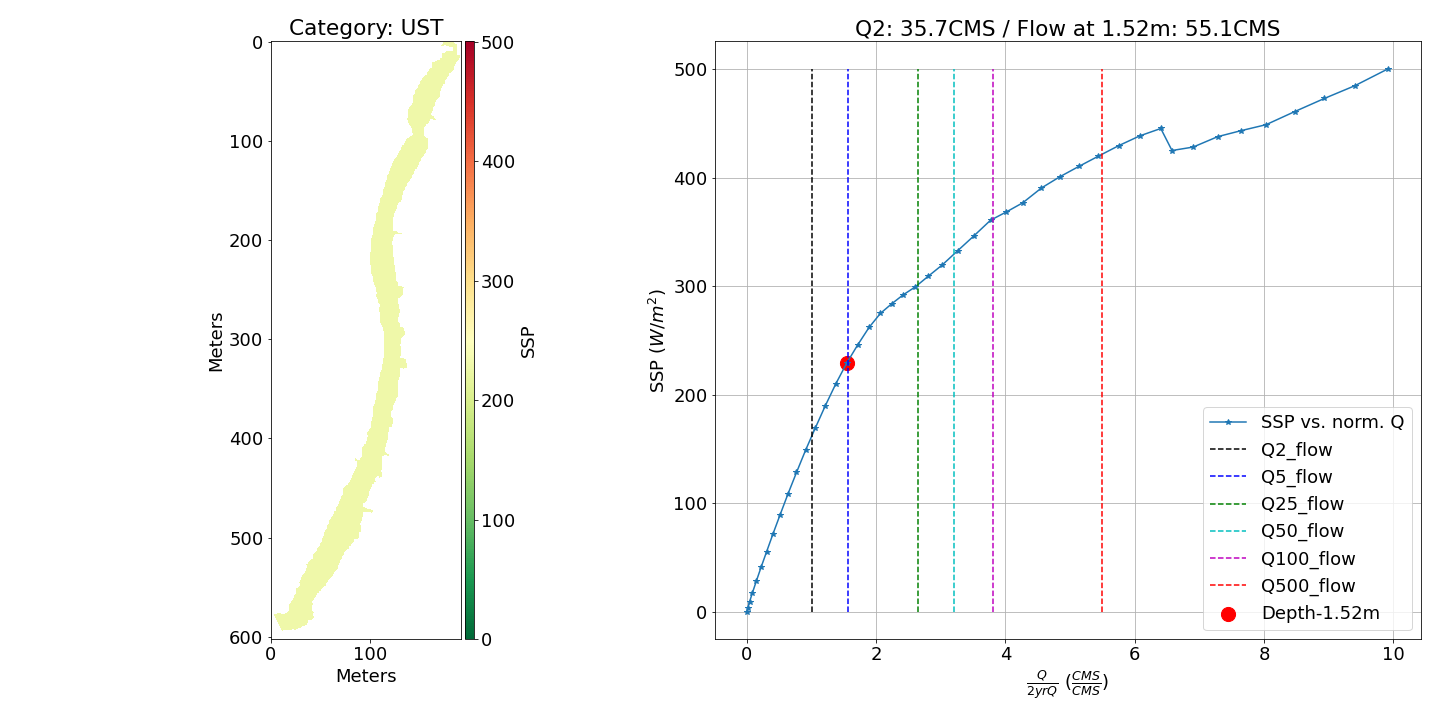 Category: UST
0
100
200
300
400
500
600
Meters
0
100
Meters
500
400
300
200
100
0
SSP
Q2: 35.7CMS / Flow at 1.52m: 55.1CMS
500
400
300
200
100
0
SSP (W/m²)
0
2
4
6
8
10
Q/2yrQ (CMS/CMS)
SSP vs. norm. Q
Q2_flow
Q5_flow
Q25_flow
Q50_flow
Q100_flow
Q500_flow
Depth-1.52m